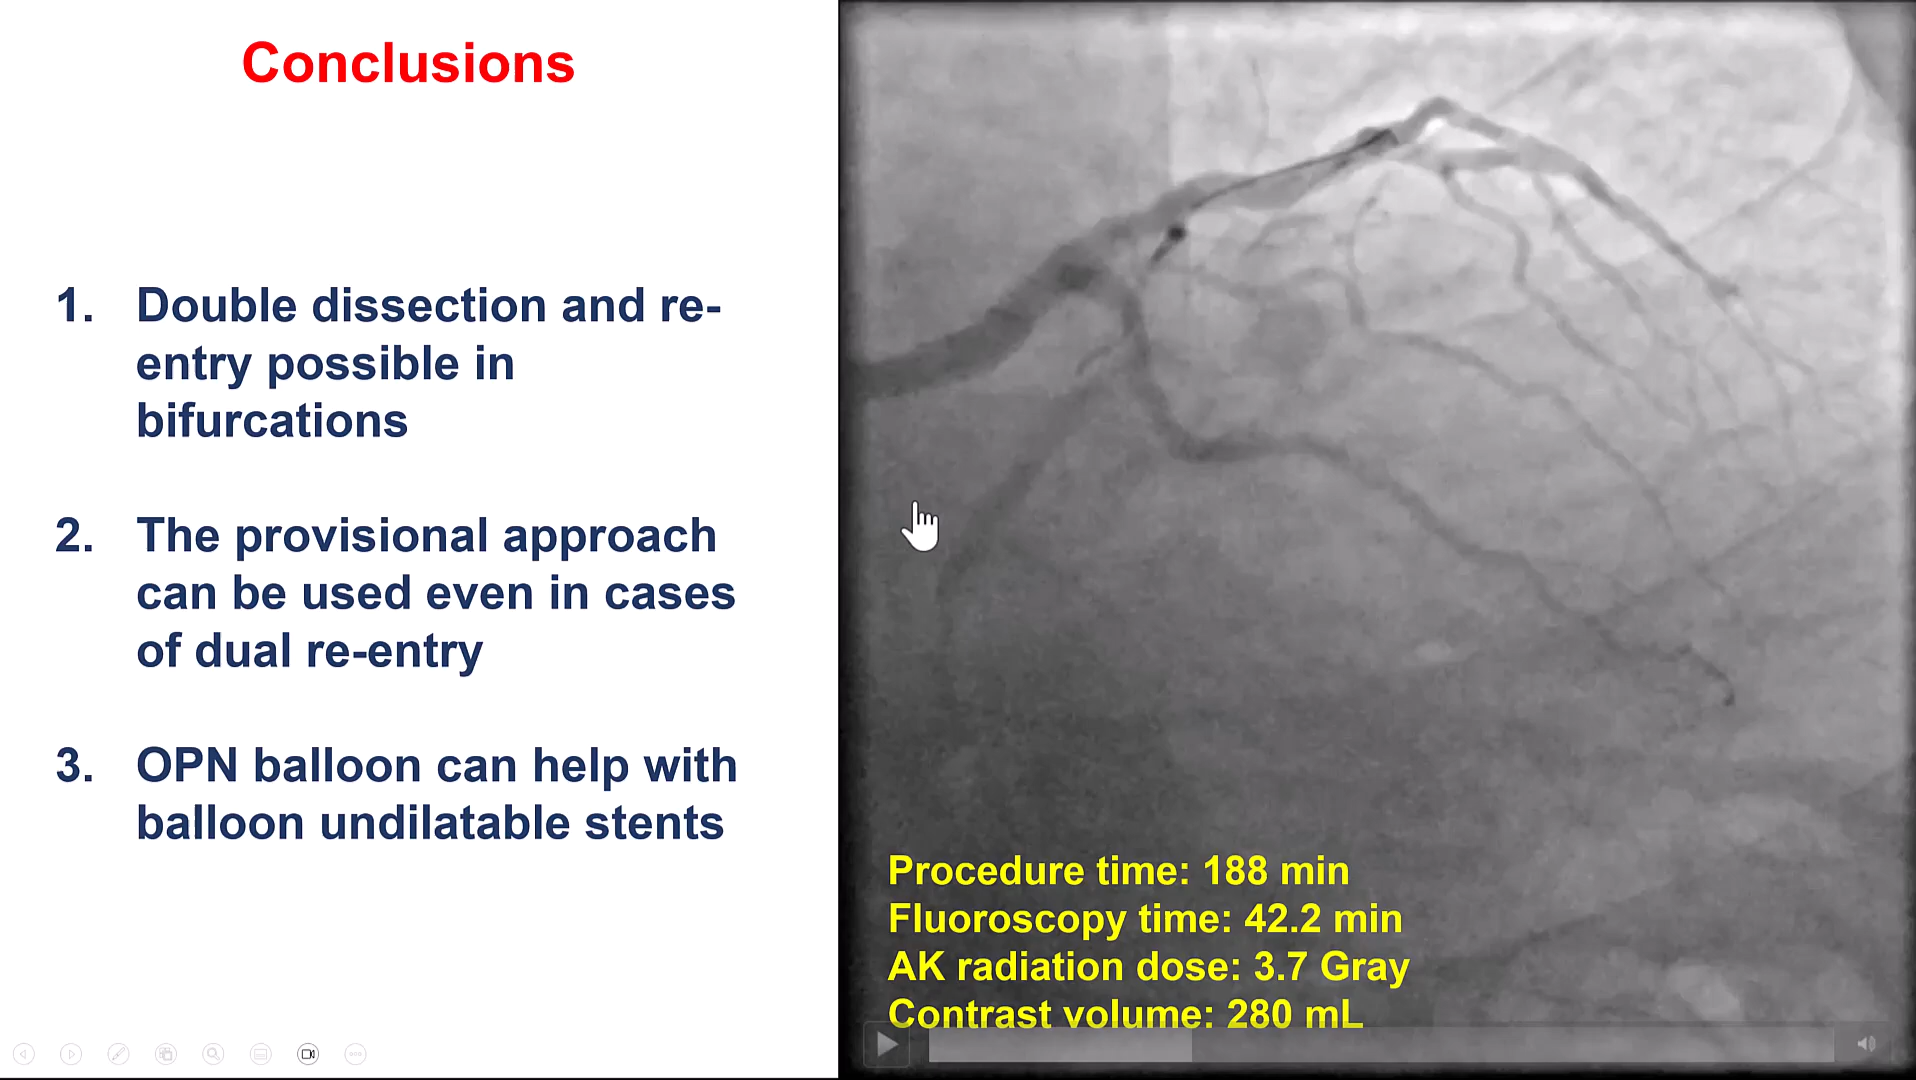 Conclusions
1. Double dissection and re-
entry possible in
bifurcations
2. The provisional approach
can be used even in cases
of dual re-entry
3. OPN balloon can help with
balloon undilatable stents
Procedure time: 188 min
Fluoroscopy time: 42.2 min
AK radiation dose: 3.7 Gray
Contrast volume: 280 mL